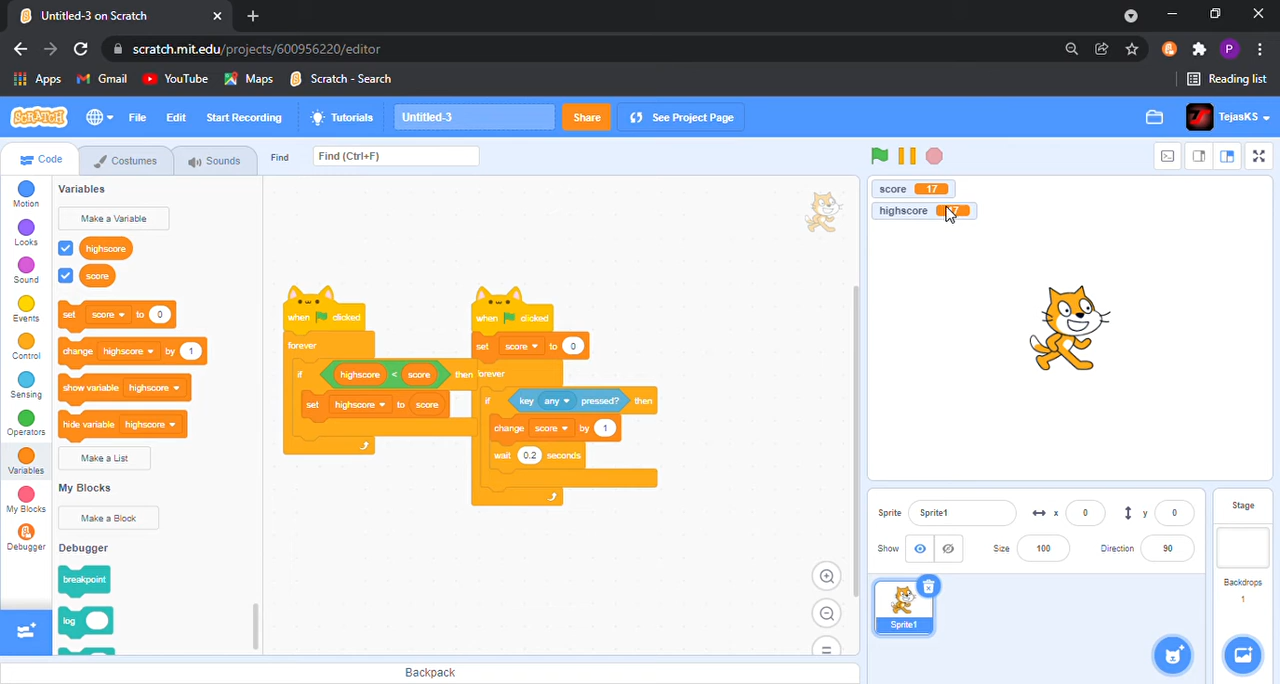 Untitled-3 on Scratch
scratch.mit.edu/projects/600956220/editor
P
Apps Gmail YouTube Maps Scratch - Search Reading list
SCRATCH File Edit Start Recording Tutorials Untitled-3 Share See Project Page TejasKS
Code Costumes Sounds Find Find (Ctrl+F)
Motion
Looks
Sound
Events
Control
Sensing
Operators
Variables
My Blocks
Debugger
Variables
Make a Variable
highscore
score
set score to 0
change highscore by 1
show variable highscore
hide variable highscore
Make a List
My Blocks
Make a Block
Debugger
breakpoint
log
when clicked
forever
if highscore < score then
set highscore to score
when clicked
set score to 0
forever
if key any pressed? then
change score by 1
wait 0.2 seconds
Backpack
score 17
highscore
Sprite Sprite1 x 0 y 0
Show Size 100 Direction 90
Sprite1
Stage
Backdrops
1